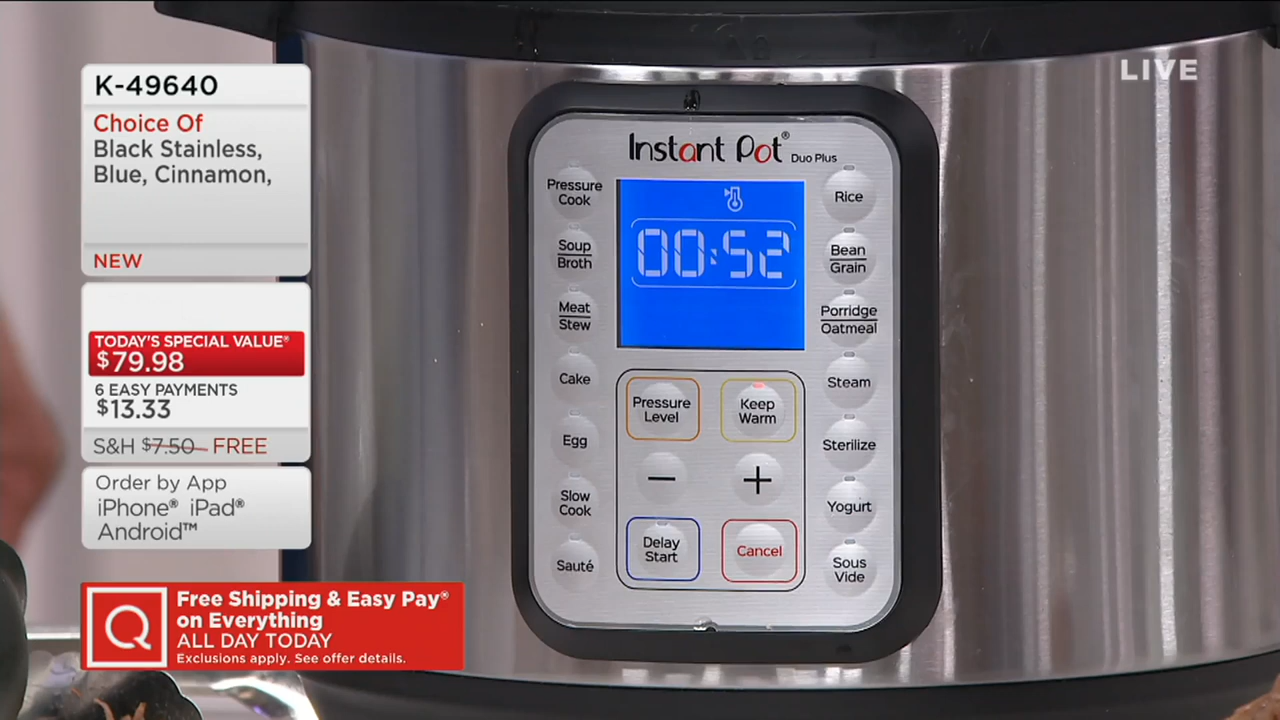 K-49640
Choice Of
Black Stainless,
Blue, Cinnamon,
NEW
TODAY'S SPECIAL VALUE®
$79.98
6 EASY PAYMENTS
$13.33
S&H $7.50 FREE
Order by App
iPhone® iPad®
Android™
Q
Free Shipping & Easy Pay®
on Everything
ALL DAY TODAY
Exclusions apply. See offer details.
LIVE
Instant Pot®
Duo Plus
00:52
Pressure
Cook
Soup
Broth
Meat
Stew
Cake
Egg
Slow
Cook
Sauté
Pressure
Level
Keep
Warm
− +
Delay
Start
Cancel
Rice
Bean
Grain
Porridge
Oatmeal
Steam
Sterilize
Yogurt
Sous
Vide